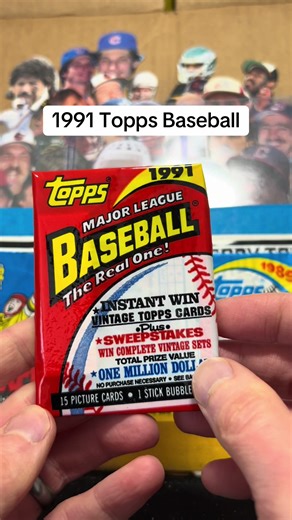 1991 Topps Baseball
topps
1991
MAJOR LEAGUE
BASEBALL®
The Real One!
•INSTANT WIN
VINTAGE TOPPS CARDS
•Plus•
•SWEEPSTAKES
WIN COMPLETE VINTAGE SETS
TOTAL PRIZE VALUE
•ONE MILLION
NO PURCHASE NECESSARY •
15 PICTURE CARDS • 1 STICK BUBBLE
topps